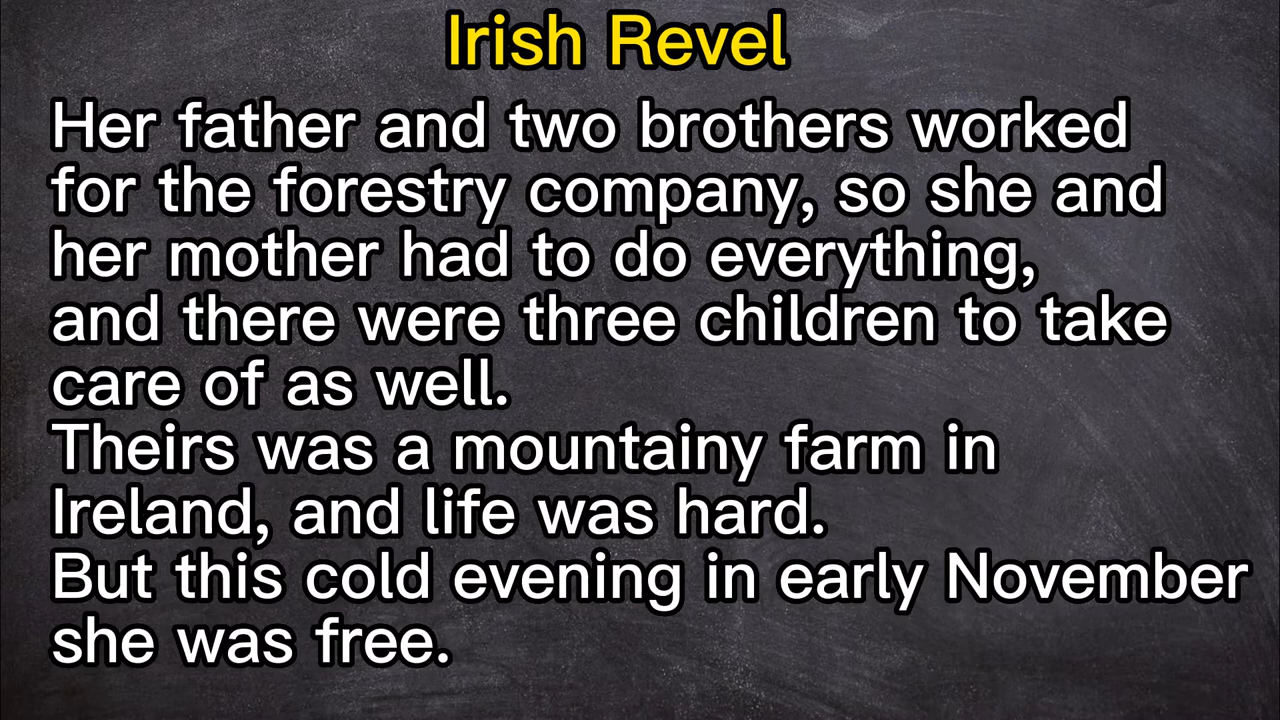 Irish Revel
Her father and two brothers worked
for the forestry company, so she and
her mother had to do everything,
and there were three children to take
care of as well.
Theirs was a mountainy farm in
Ireland, and life was hard.
But this cold evening in early November
she was free.